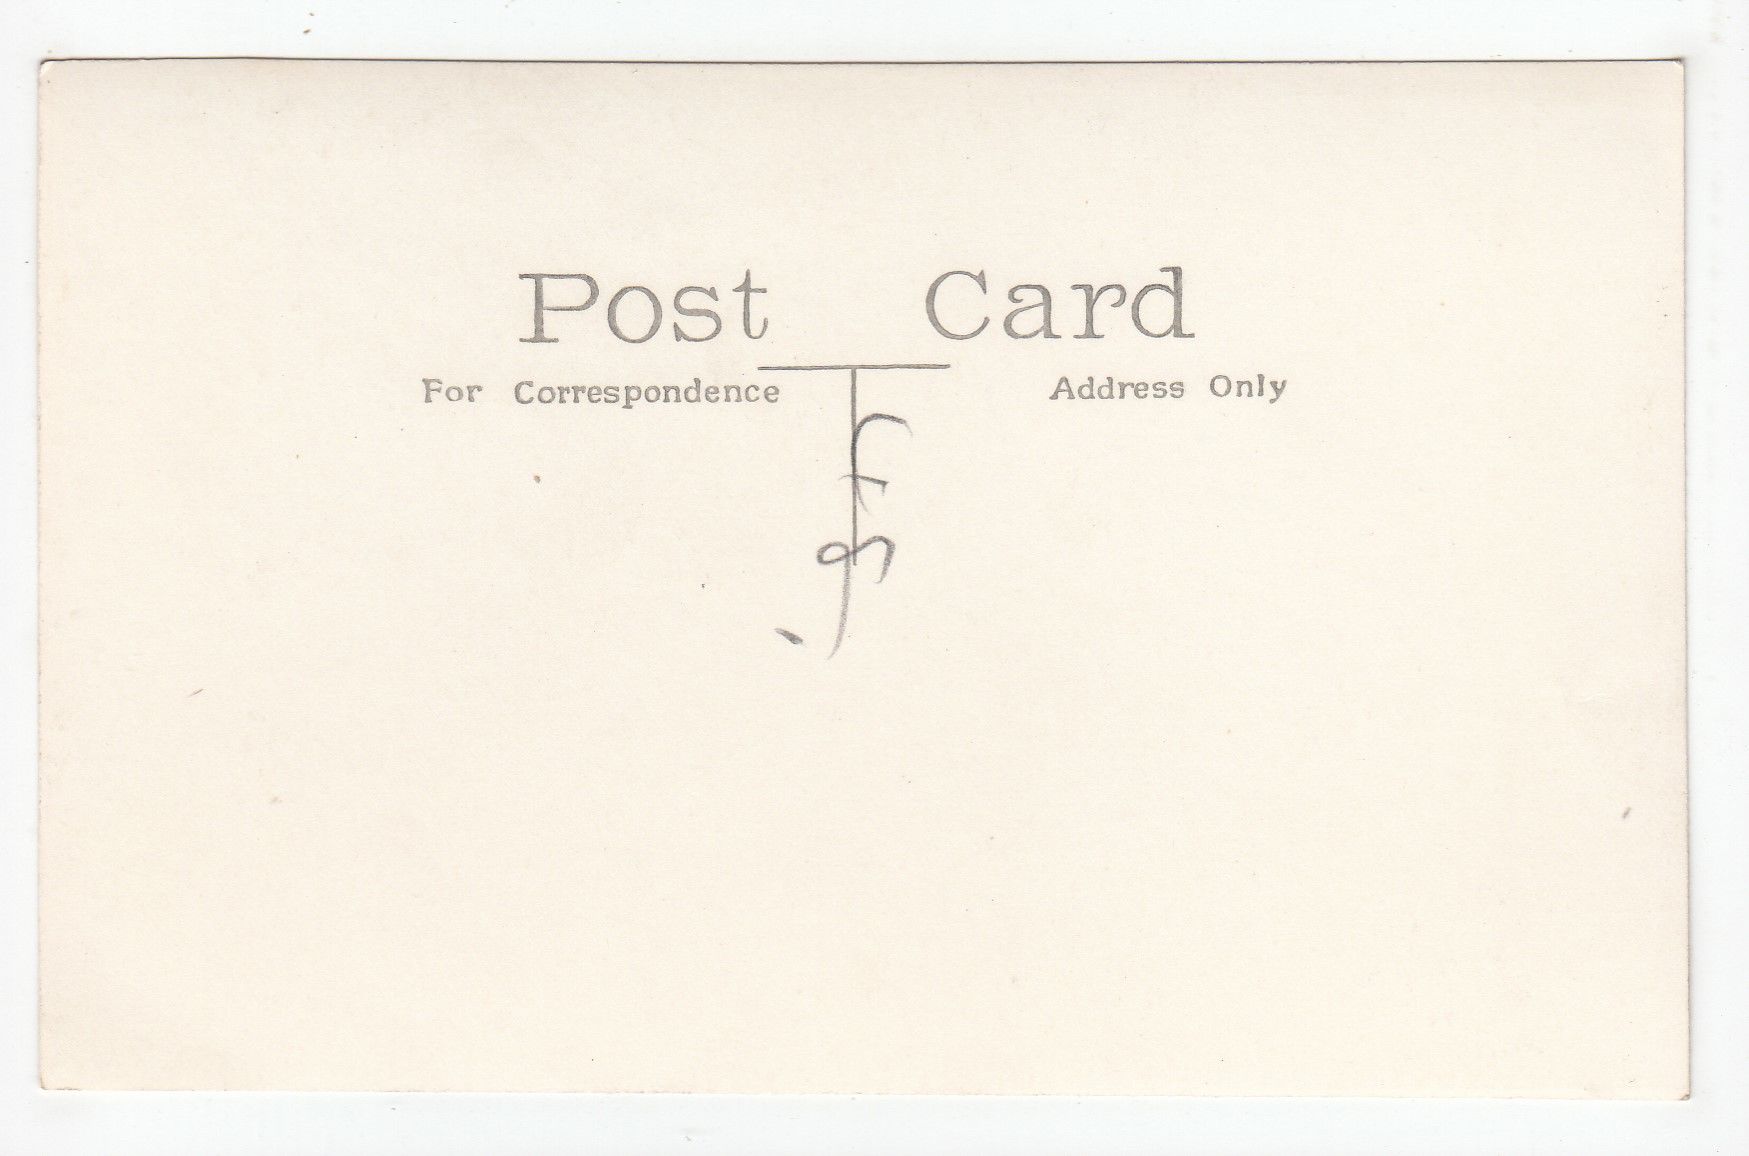 Post Card
For Correspondence
Address Only